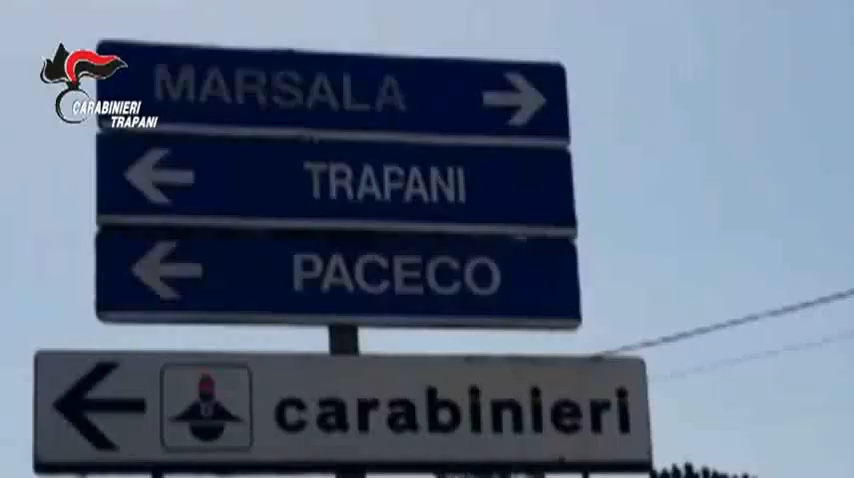 CARABINIERI
TRAPANI
MARSALA
TRAPANI
PACECO
carabinieri